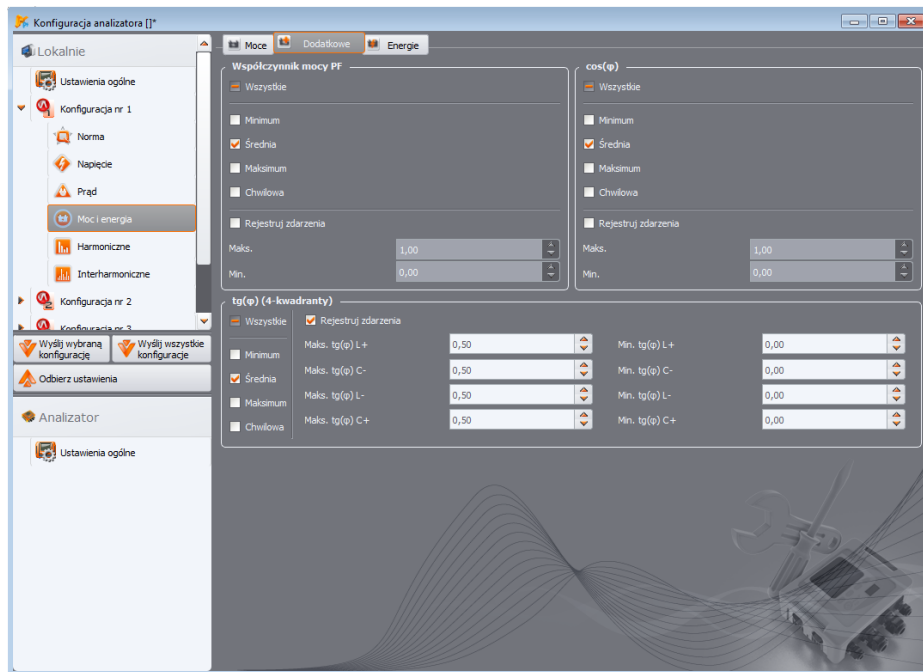 Konfiguracja analizatora []*
Lokalnie
Ustawienia ogólne
Konfiguracja nr 1
Norma
Napięcie
Prąd
Moc i energia
Harmoniczne
Interharmoniczne
Konfiguracja nr 2
Konfiguracja nr 3
Wyślij wybraną
konfigurację
Wyślij wszystkie
konfiguracje
Odbierz ustawienia
Analizator
Ustawienia ogólne
Moce
Dodatkowe
Energie
Współczynnik mocy PF
Wszystkie
Minimum
Średnia
Maksimum
Chwilowa
Rejestruj zdarzenia
Maks. 1,00
Min. 0,00
cos(φ)
Wszystkie
Minimum
Średnia
Maksimum
Chwilowa
Rejestruj zdarzenia
1,00
0,00
tg(φ) (4-kwadranty)
Wszystkie
Minimum
Średnia
Maksimum
Chwilowa
Rejestruj zdarzenia
Maks. tg(φ) L+ 0,50 Min. tg(φ) L+ 0,00
Maks. tg(φ) C- 0,50 Min. tg(φ) C- 0,00
Maks. tg(φ) L- 0,50 Min. tg(φ) L- 0,00
Maks. tg(φ) C+ 0,50 Min. tg(φ) C+ 0,00